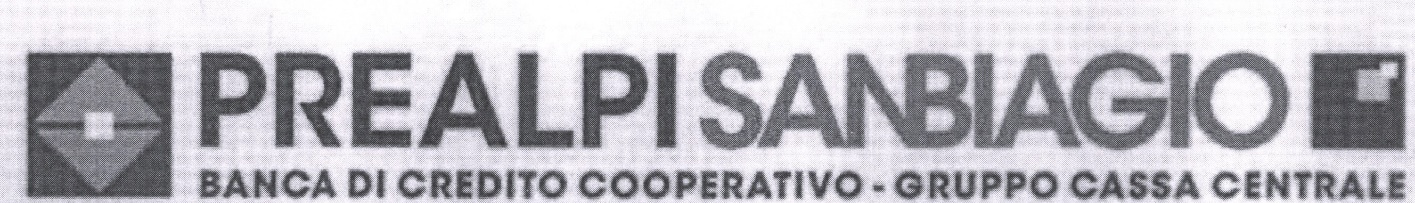 PREALPI SANBIAGIO
BANCA DI CREDITO COOPERATIVO - GRUPPO CASSA CENTRALE